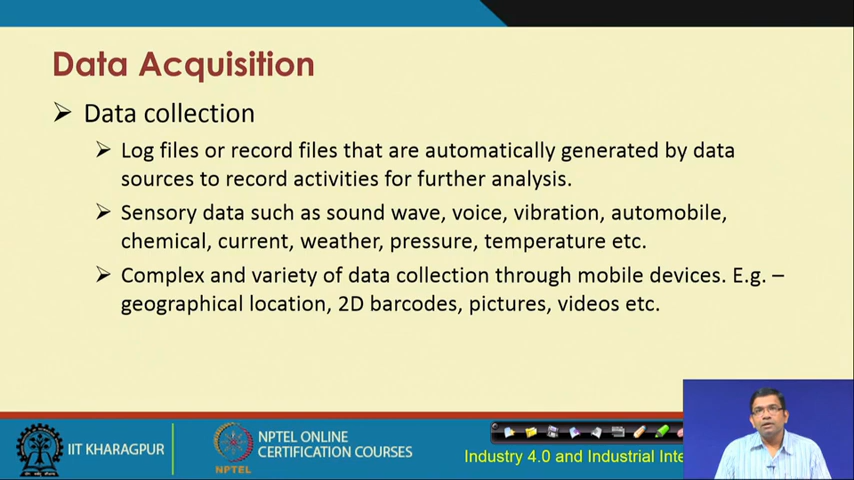 Data Acquisition
➢ Data collection
➢ Log files or record files that are automatically generated by data
sources to record activities for further analysis.
➢ Sensory data such as sound wave, voice, vibration, automobile,
chemical, current, weather, pressure, temperature etc.
➢ Complex and variety of data collection through mobile devices. E.g. –
geographical location, 2D barcodes, pictures, videos etc.
IIT KHARAGPUR
NPTEL
NPTEL ONLINE
CERTIFICATION COURSES
Industry 4.0 and Industrial Inte